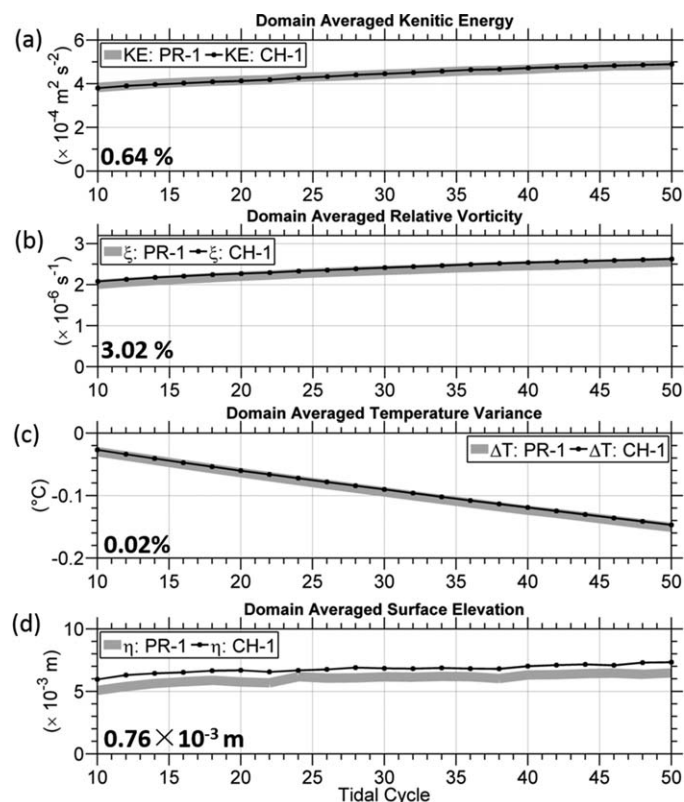 Domain Averaged Kenitic Energy
(a)
KE: PR-1 KE: CH-1
6
4
2
0
(× 10⁻⁴ m² s⁻²)
0.64 %
10 15 20 25 30 35 40 45 50
Domain Averaged Relative Vorticity
(b)
ξ: PR-1 ξ: CH-1
3
2
1
0
(× 10⁻⁶ s⁻¹)
3.02 %
10 15 20 25 30 35 40 45 50
Domain Averaged Temperature Variance
(c)
ΔT: PR-1 ΔT: CH-1
0
-0.1
-0.2
(°C)
0.02%
10 15 20 25 30 35 40 45 50
Domain Averaged Surface Elevation
(d)
η: PR-1 η: CH-1
10
5
0
(× 10⁻³ m)
0.76×10⁻³ m
10 15 20 25 30 35 40 45 50
Tidal Cycle